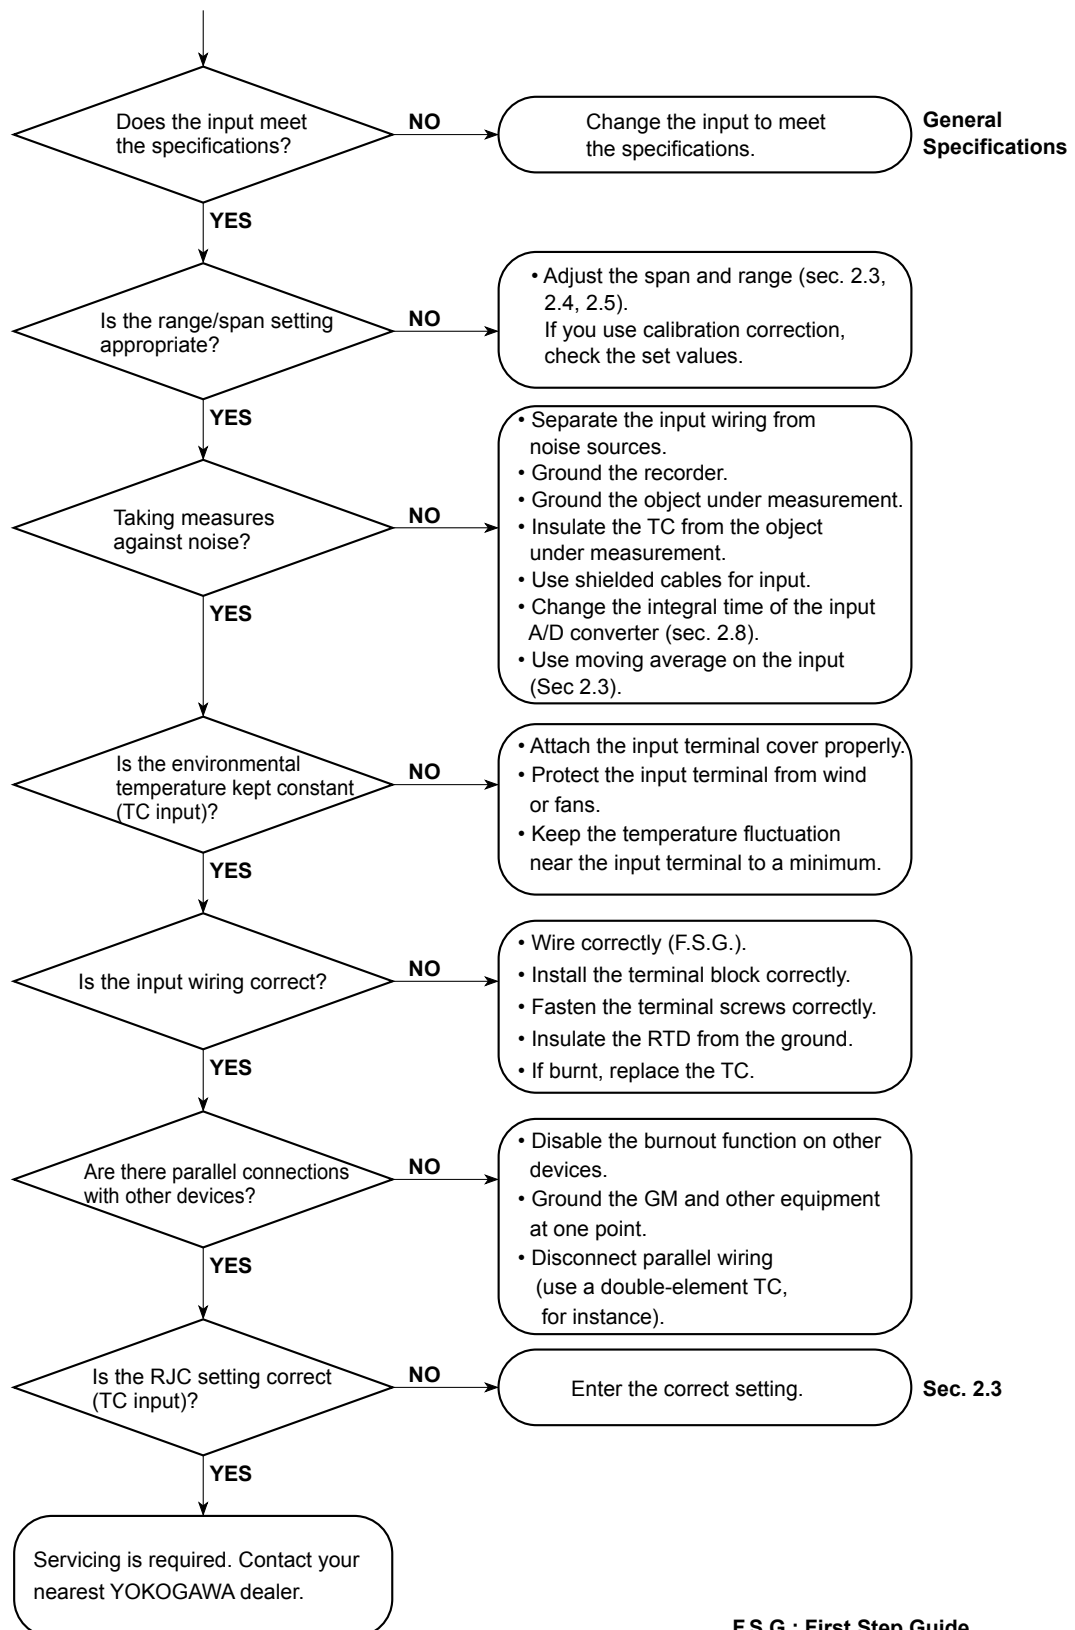 Does the input meet
the specifications?
NO
Change the input to meet
the specifications.
General
Specifications
YES
Is the range/span setting
appropriate?
NO
• Adjust the span and range (sec. 2.3,
2.4, 2.5).
If you use calibration correction,
check the set values.
YES
Taking measures
against noise?
NO
• Separate the input wiring from
noise sources.
• Ground the recorder.
• Ground the object under measurement.
• Insulate the TC from the object
under measurement.
• Use shielded cables for input.
• Change the integral time of the input
A/D converter (sec. 2.8).
• Use moving average on the input
(Sec 2.3).
YES
Is the environmental
temperature kept constant
(TC input)?
NO
• Attach the input terminal cover properly.
• Protect the input terminal from wind
or fans.
• Keep the temperature fluctuation
near the input terminal to a minimum.
YES
Is the input wiring correct?
NO
• Wire correctly (F.S.G.).
• Install the terminal block correctly.
• Fasten the terminal screws correctly.
• Insulate the RTD from the ground.
• If burnt, replace the TC.
YES
Are there parallel connections
with other devices?
NO
• Disable the burnout function on other
devices.
• Ground the GM and other equipment
at one point.
• Disconnect parallel wiring
(use a double-element TC,
for instance).
YES
Is the RJC setting correct
(TC input)?
NO
Enter the correct setting.
Sec. 2.3
YES
Servicing is required. Contact your
nearest YOKOGAWA dealer.
F.S.G.: First Step Guide